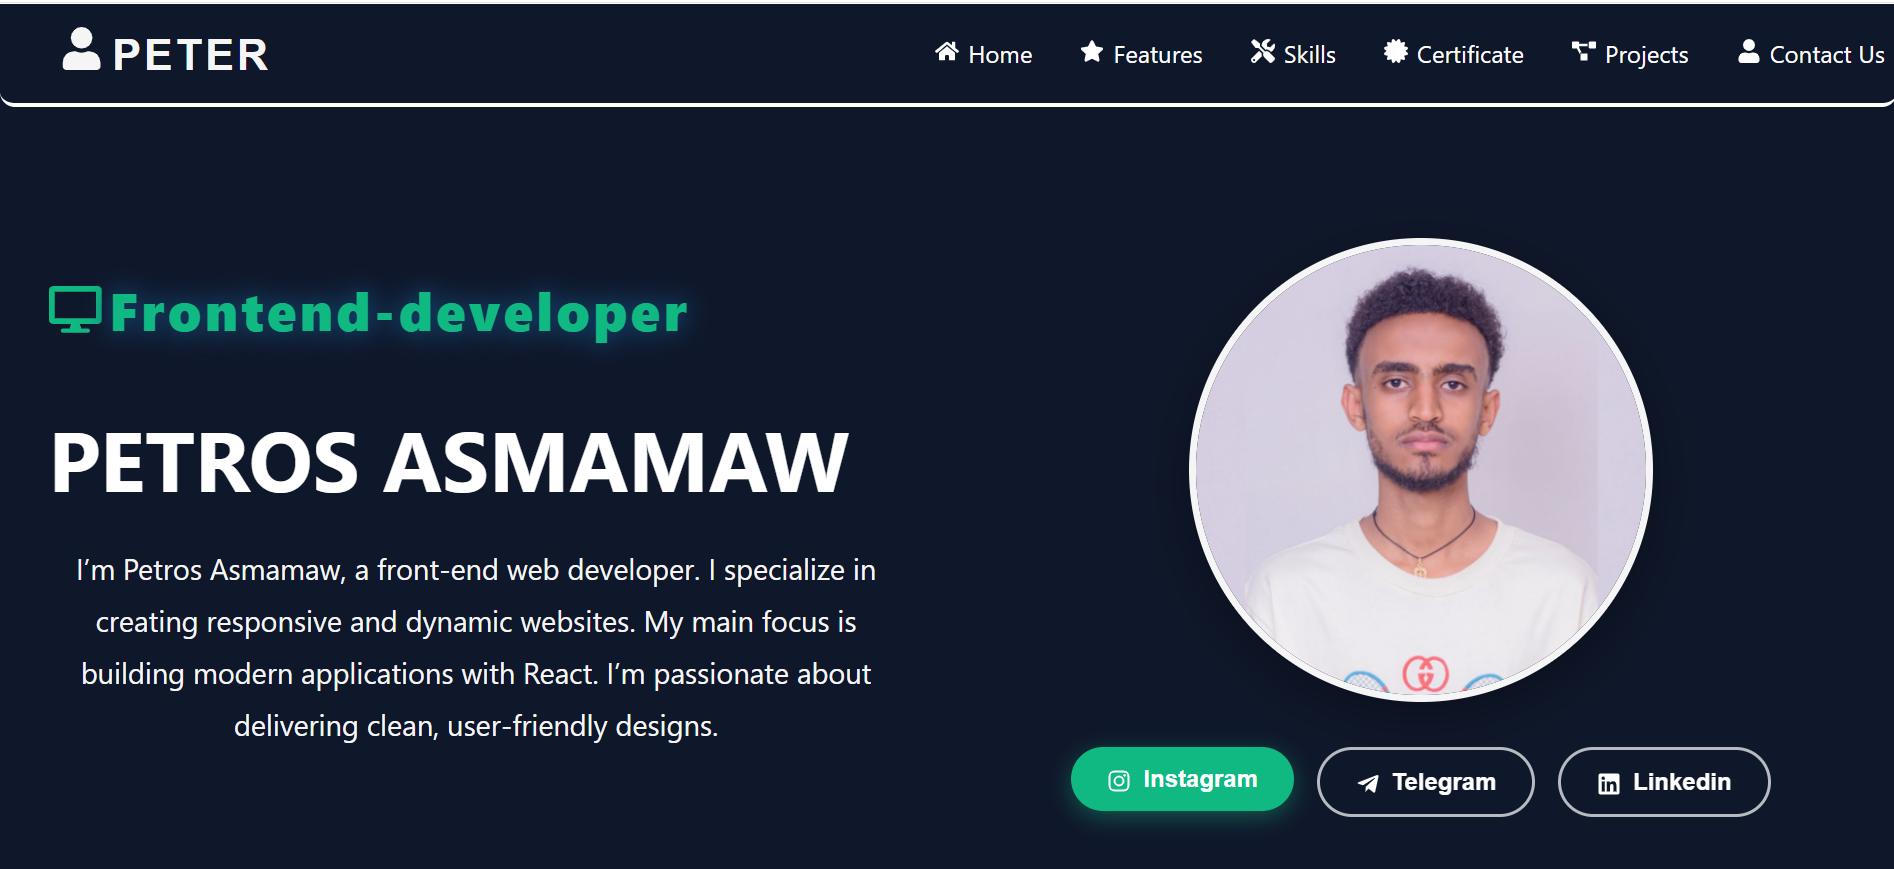 PETER
Home
Features
Skills
Certificate
Projects
Contact Us
Frontend-developer
PETROS ASMAMAW
I’m Petros Asmamaw, a front-end web developer. I specialize in
creating responsive and dynamic websites. My main focus is
building modern applications with React. I’m passionate about
delivering clean, user-friendly designs.
Instagram
Telegram
Linkedin